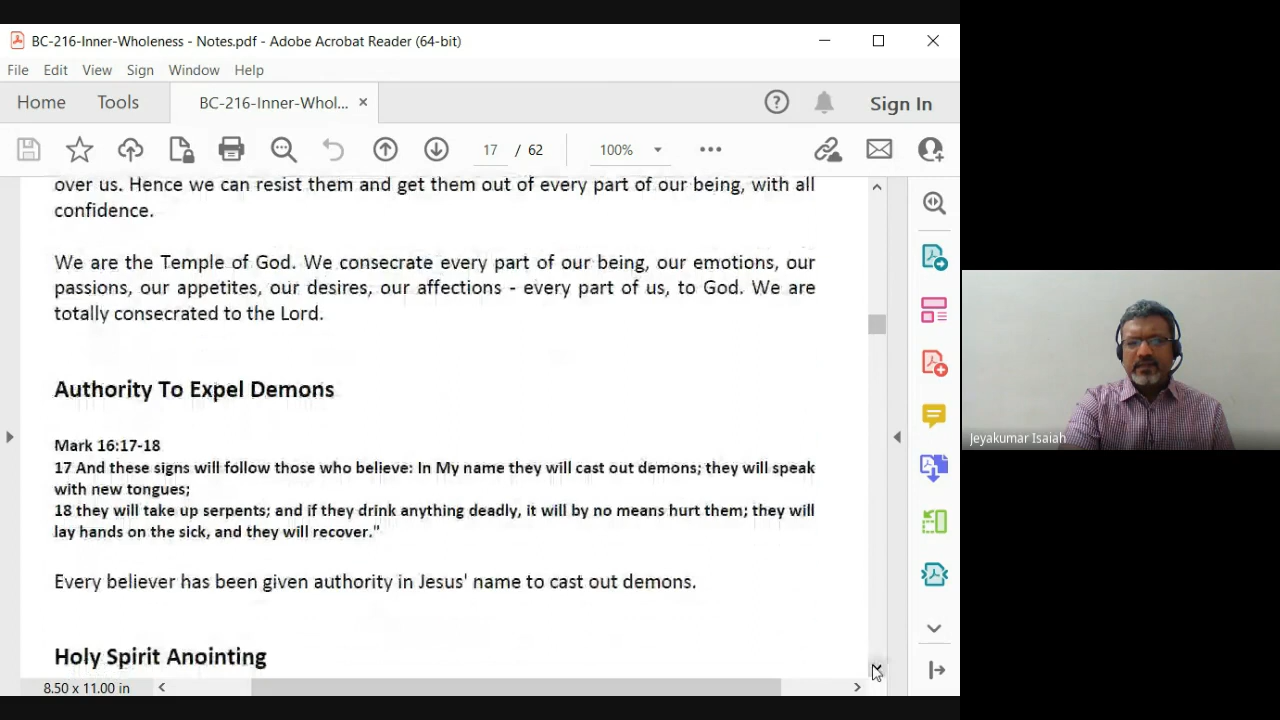 BC-216-Inner-Wholeness - Notes.pdf - Adobe Acrobat Reader (64-bit)
File Edit View Sign Window Help
Home Tools BC-216-Inner-Whol... × Sign In
17 / 62 100%
over us. Hence we can resist them and get them out of every part of our being, with all
confidence.
We are the Temple of God. We consecrate every part of our being, our emotions, our
passions, our appetites, our desires, our affections - every part of us, to God. We are
totally consecrated to the Lord.
Authority To Expel Demons
Mark 16:17-18
17 And these signs will follow those who believe: In My name they will cast out demons; they will speak
with new tongues;
18 they will take up serpents; and if they drink anything deadly, it will by no means hurt them; they will
lay hands on the sick, and they will recover."
Every believer has been given authority in Jesus' name to cast out demons.
Holy Spirit Anointing
8.50 x 11.00 in
Jeyakumar Isaiah